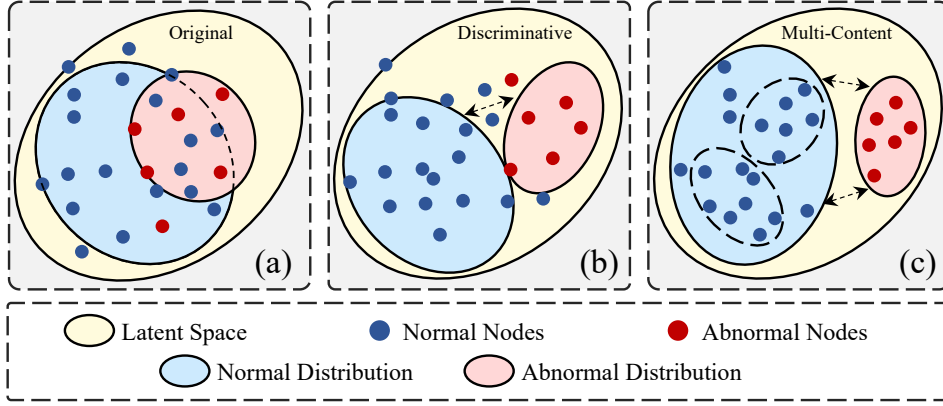 Original
(a)
Discriminative
(b)
Multi-Content
(c)
Latent Space
Normal Nodes
Abnormal Nodes
Normal Distribution
Abnormal Distribution